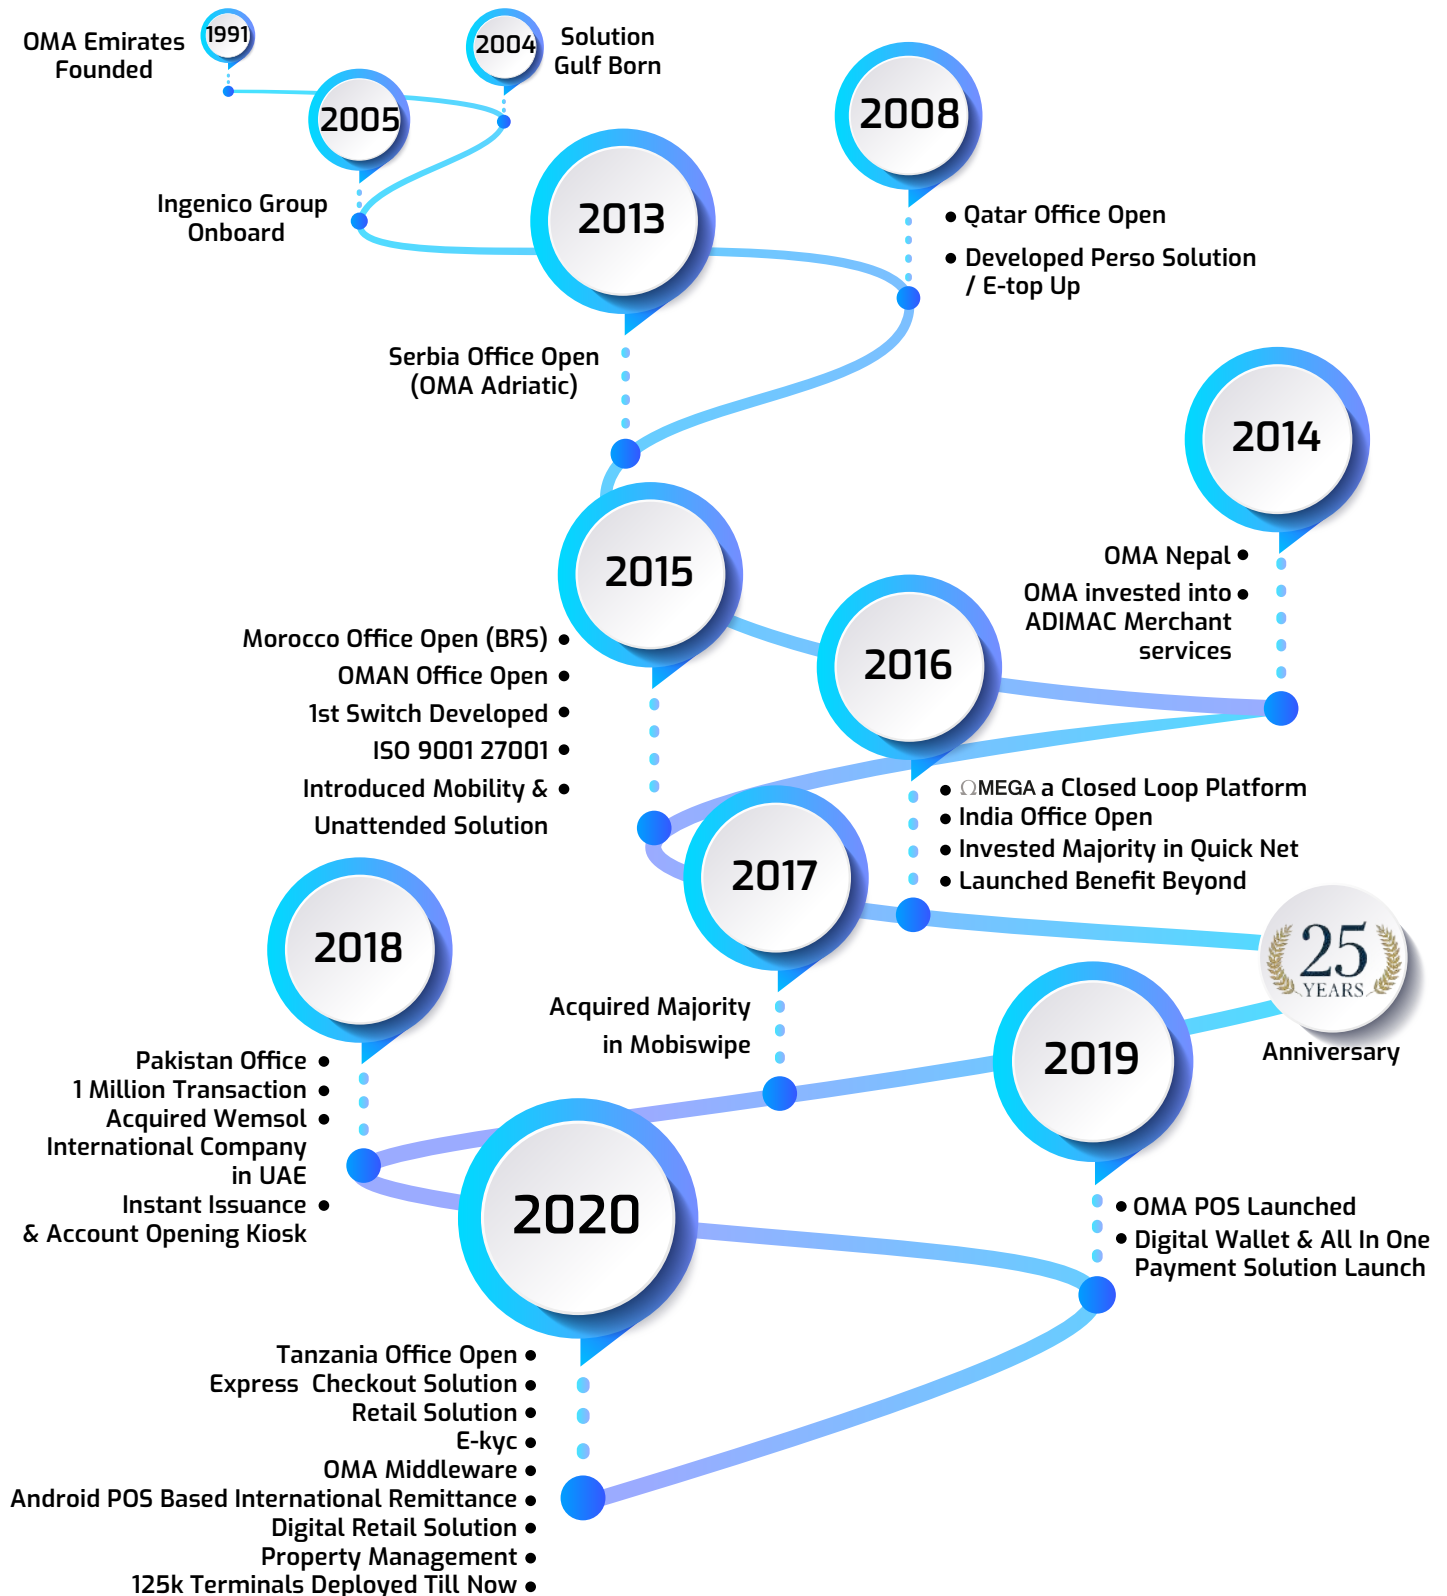 1991
OMA Emirates
Founded
2004
Solution
Gulf Born
2005
Ingenico Group
Onboard
2008
Qatar Office Open
Developed Perso Solution
/ E-top Up
2013
Serbia Office Open
(OMA Adriatic)
2014
OMA Nepal
OMA invested into
ADIMAC Merchant
services
2015
Morocco Office Open (BRS)
OMAN Office Open
1st Switch Developed
ISO 9001 27001
Introduced Mobility &
Unattended Solution
2016
ΩMEGA a Closed Loop Platform
India Office Open
Invested Majority in Quick Net
Launched Benefit Beyond
25
YEARS
Anniversary
2017
Acquired Majority
in Mobiswipe
2018
Pakistan Office
1 Million Transaction
Acquired Wemsol
International Company
in UAE
Instant Issuance
& Account Opening Kiosk
2019
OMA POS Launched
Digital Wallet & All In One
Payment Solution Launch
2020
Tanzania Office Open
Express Checkout Solution
Retail Solution
E-kyc
OMA Middleware
Android POS Based International Remittance
Digital Retail Solution
Property Management
125k Terminals Deployed Till Now